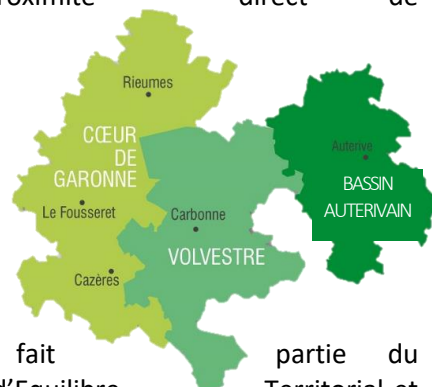 direct de
Rieumes
CŒUR
DE
GARONNE
Auterive
BASSIN
AUTERIVAIN
Le Fousseret
Carbonne
VOLVESTRE
Cazères
fait partie du
d'Equilibre Territorial et